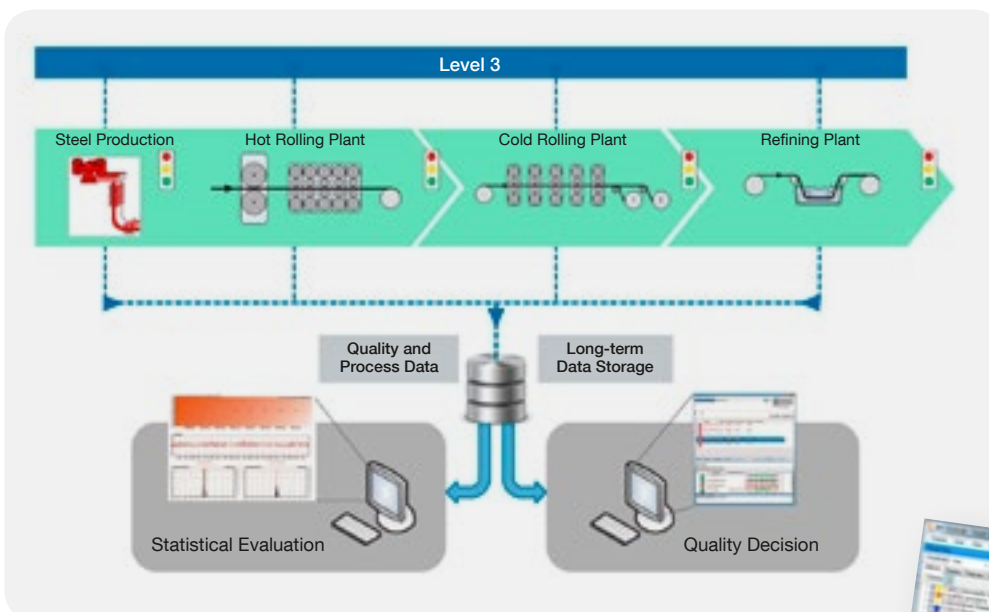 Level 3
Steel Production
Hot Rolling Plant
Cold Rolling Plant
Refining Plant
Quality and
Process Data
Long-term
Data Storage
Statistical Evaluation
Quality Decision